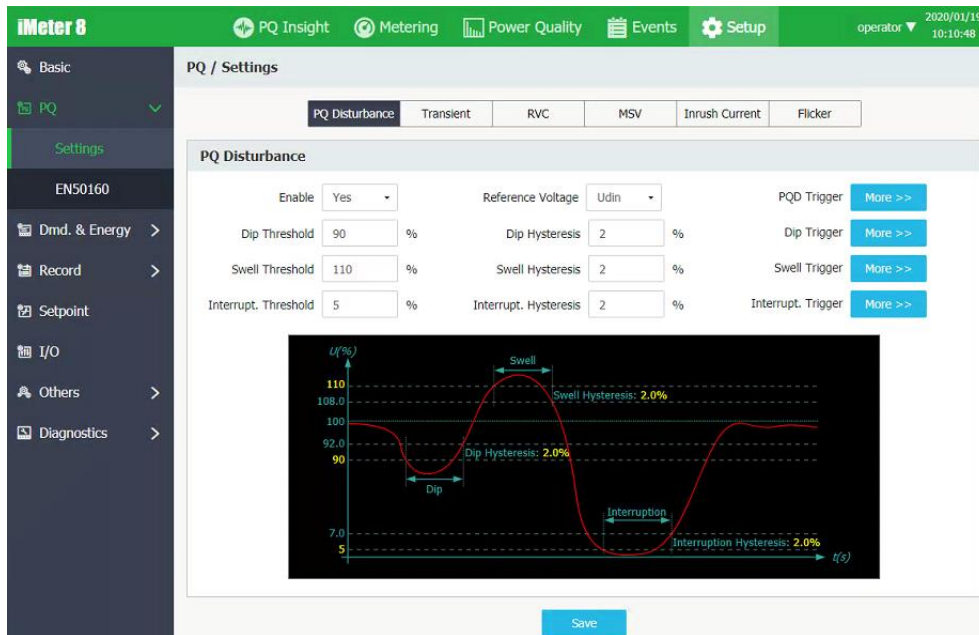 iMeter 8
PQ Insight
Metering
Power Quality
Events
Setup
operator ▼
2020/01/19
10:10:48
Basic
PQ
Settings
EN50160
Dmd. & Energy
Record
Setpoint
I/O
Others
Diagnostics
PQ / Settings
PQ Disturbance
Transient
RVC
MSV
Inrush Current
Flicker
PQ Disturbance
Enable Yes
Reference Voltage Udin
PQD Trigger More >>
Dip Threshold 90 %
Dip Hysteresis 2 %
Dip Trigger More >>
Swell Threshold 110 %
Swell Hysteresis 2 %
Swell Trigger More >>
Interrupt. Threshold 5 %
Interrupt. Hysteresis 2 %
Interrupt. Trigger More >>
U(%)
Swell
110
108.0
Swell Hysteresis: 2.0%
100
92.0
Dip Hysteresis: 2.0%
90
Dip
Interruption
7.0
Interruption Hysteresis: 2.0%
5
t(s)
Save